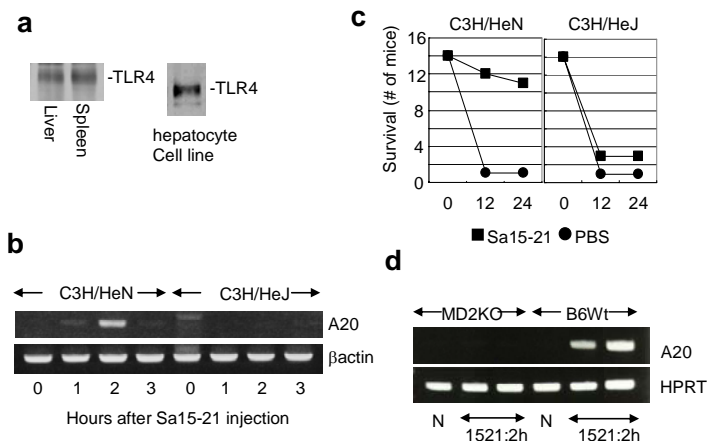 a
-TLR4
Liver
Spleen
-TLR4
hepatocyte
Cell line
b
C3H/HeN
C3H/HeJ
A20
βactin
0 1 2 3 0 1 2 3
Hours after Sa15-21 injection
c
C3H/HeN
C3H/HeJ
Survival (# of mice)
16
12
8
4
0
0 12 24
0 12 24
Sa15-21
PBS
d
MD2KO
B6Wt
A20
HPRT
N
1521:2h
N
1521:2h